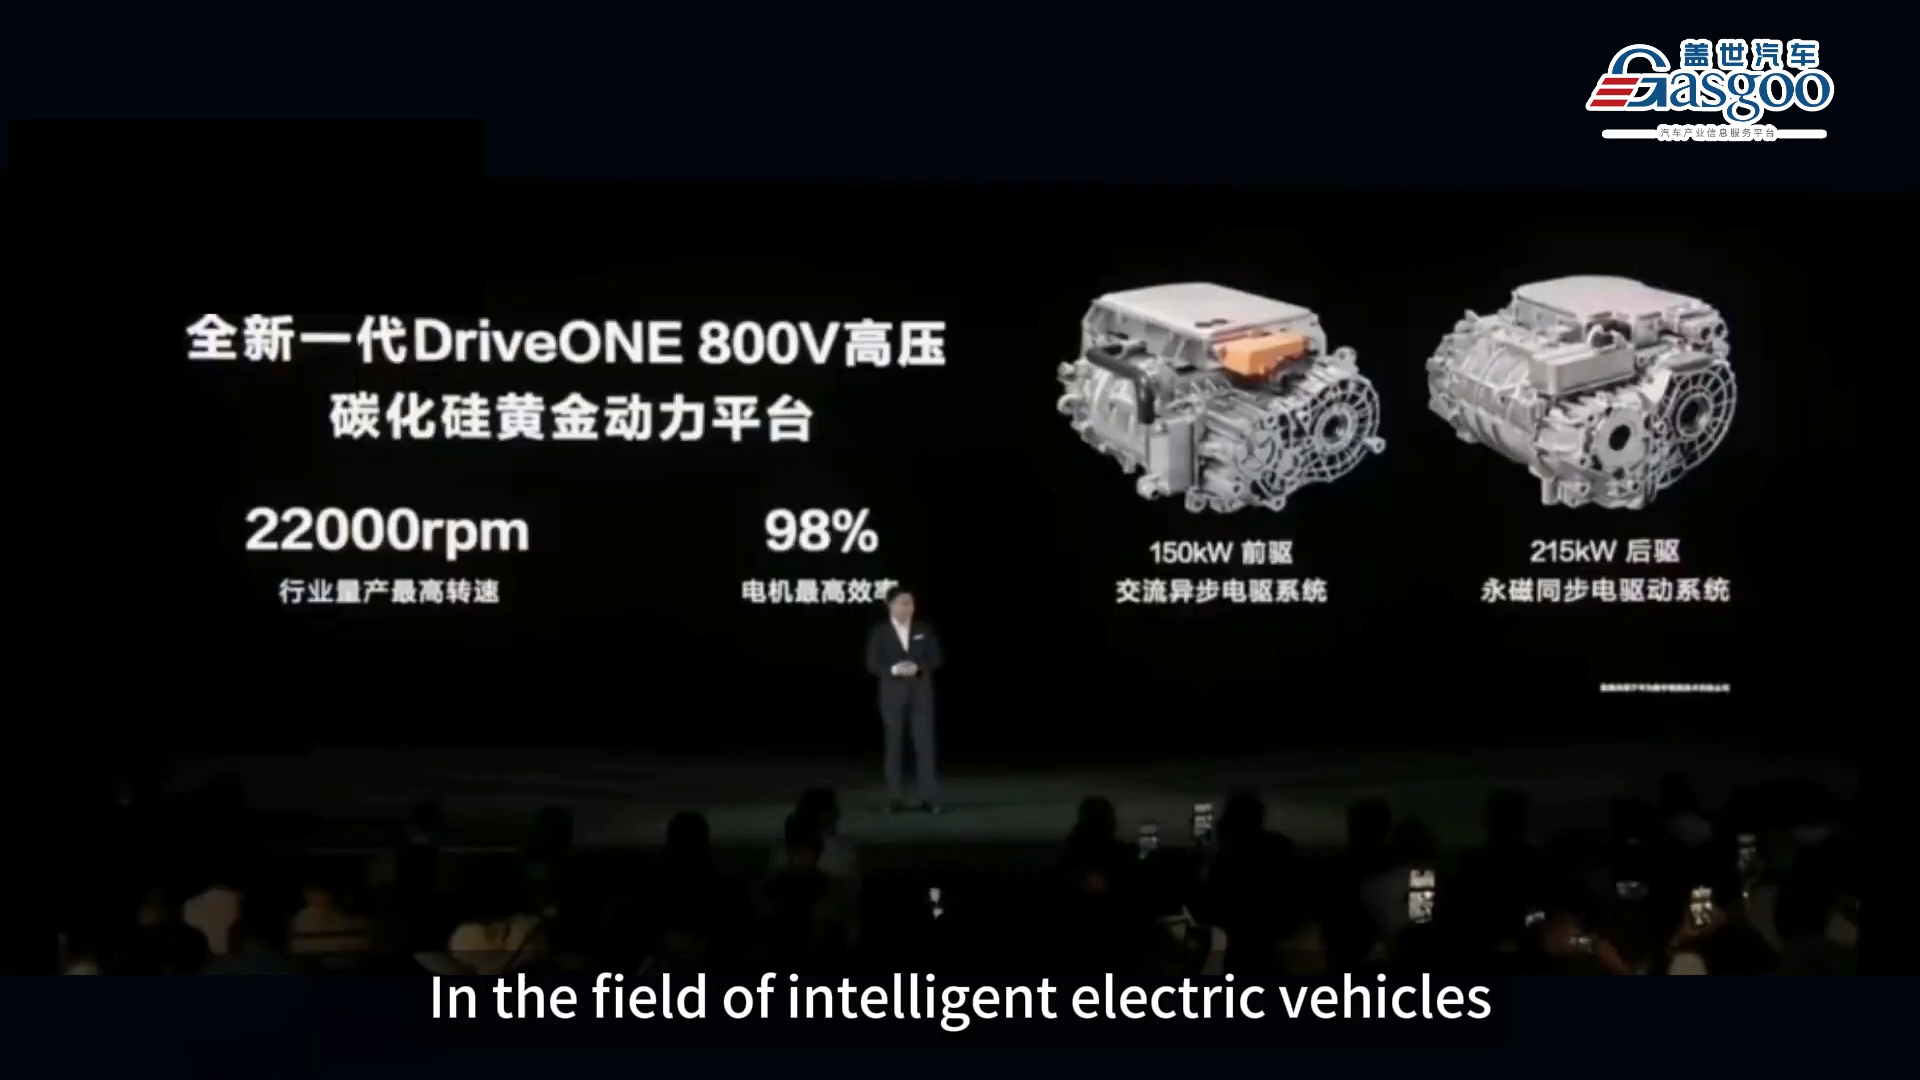 盖世汽车
Gasgoo
汽车产业信息服务平台
全新一代DriveONE 800V高压
碳化硅黄金动力平台
22000rpm
行业量产最高转速
98%
电机最高效率
150kW 前驱
交流异步电驱系统
215kW 后驱
永磁同步电驱动系统
In the field of intelligent electric vehicles